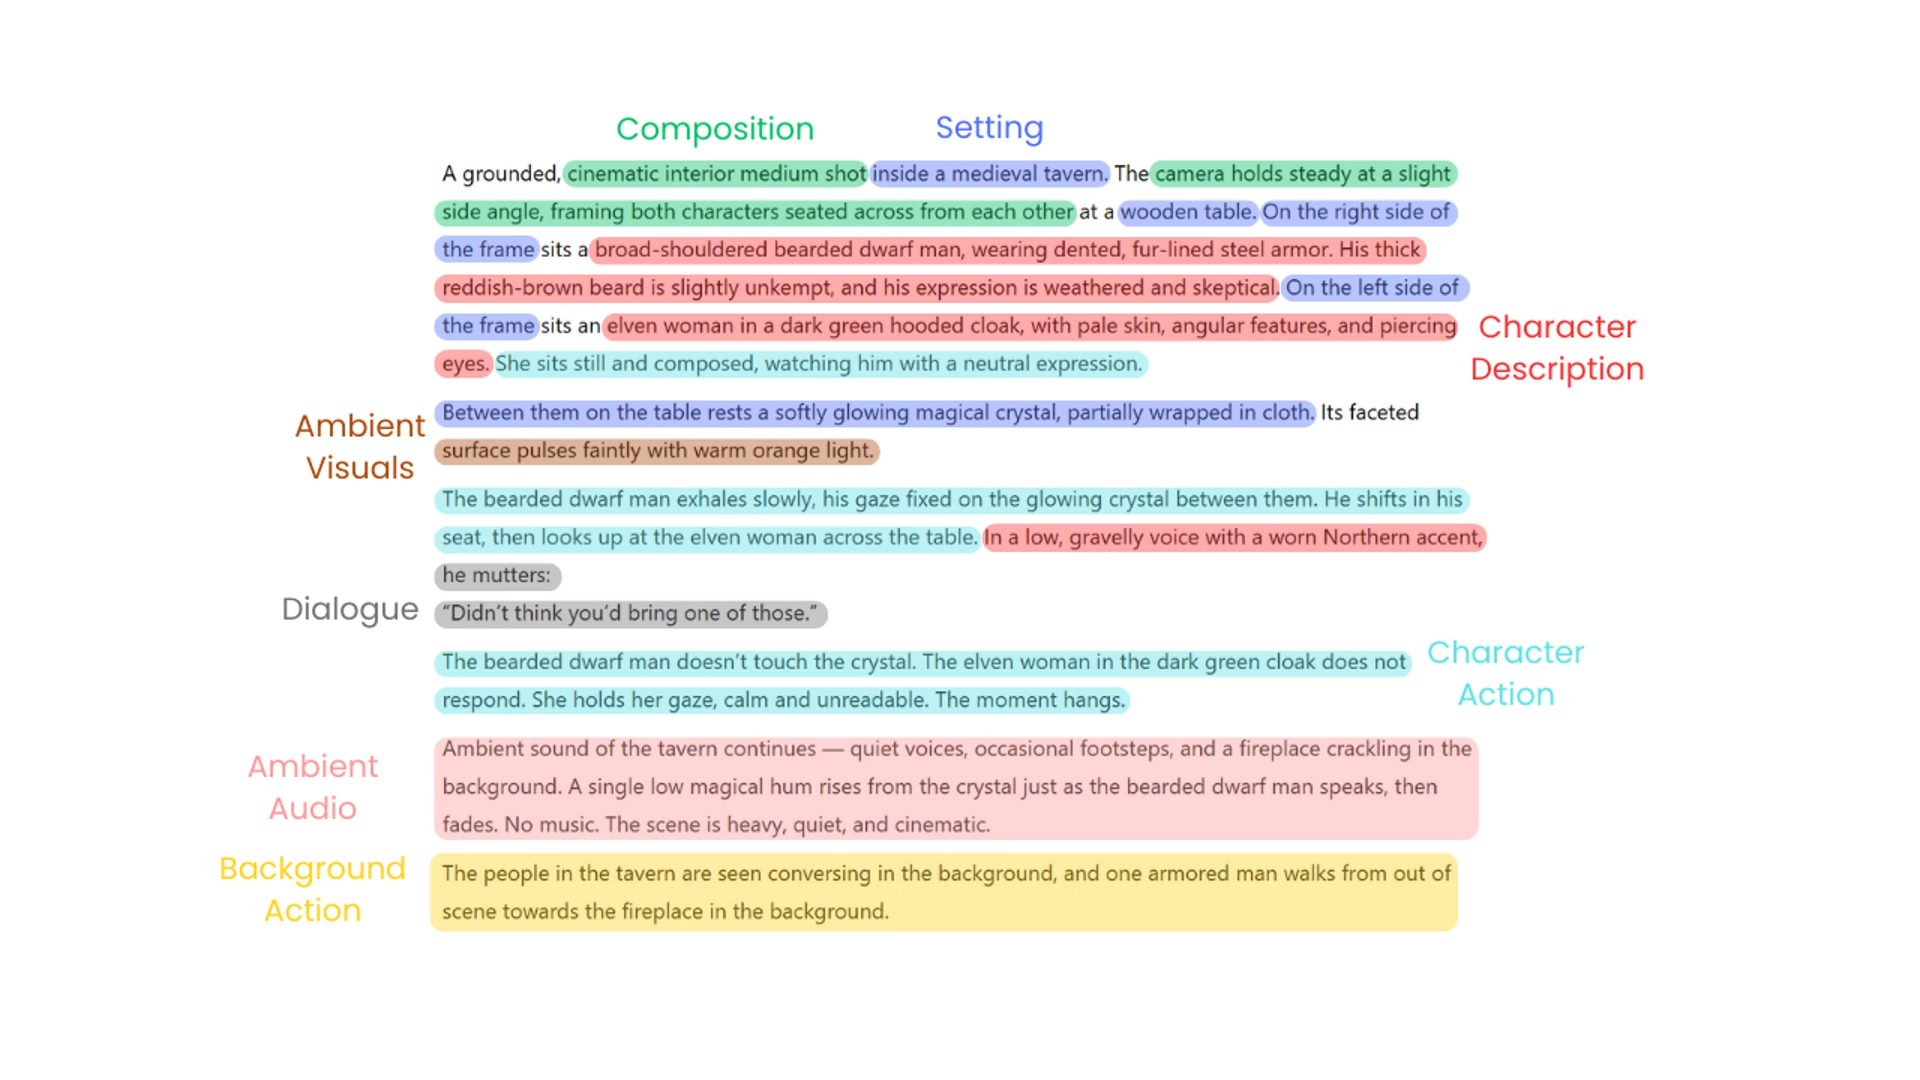 Composition Setting
A grounded, cinematic interior medium shot inside a medieval tavern. The camera holds steady at a slight
side angle, framing both characters seated across from each other at a wooden table. On the right side of
the frame sits a broad-shouldered bearded dwarf man, wearing dented, fur-lined steel armor. His thick
reddish-brown beard is slightly unkempt, and his expression is weathered and skeptical. On the left side of
the frame sits an elven woman in a dark green hooded cloak, with pale skin, angular features, and piercing
eyes. She sits still and composed, watching him with a neutral expression.
Character
Description
Ambient
Visuals
Between them on the table rests a softly glowing magical crystal, partially wrapped in cloth. Its faceted
surface pulses faintly with warm orange light.
The bearded dwarf man exhales slowly, his gaze fixed on the glowing crystal between them. He shifts in his
seat, then looks up at the elven woman across the table. In a low, gravelly voice with a worn Northern accent,
he mutters:
Dialogue
“Didn’t think you’d bring one of those.”
The bearded dwarf man doesn’t touch the crystal. The elven woman in the dark green cloak does not
respond. She holds her gaze, calm and unreadable. The moment hangs.
Character
Action
Ambient
Audio
Ambient sound of the tavern continues — quiet voices, occasional footsteps, and a fireplace crackling in the
background. A single low magical hum rises from the crystal just as the bearded dwarf man speaks, then
fades. No music. The scene is heavy, quiet, and cinematic.
Background
Action
The people in the tavern are seen conversing in the background, and one armored man walks from out of
scene towards the fireplace in the background.